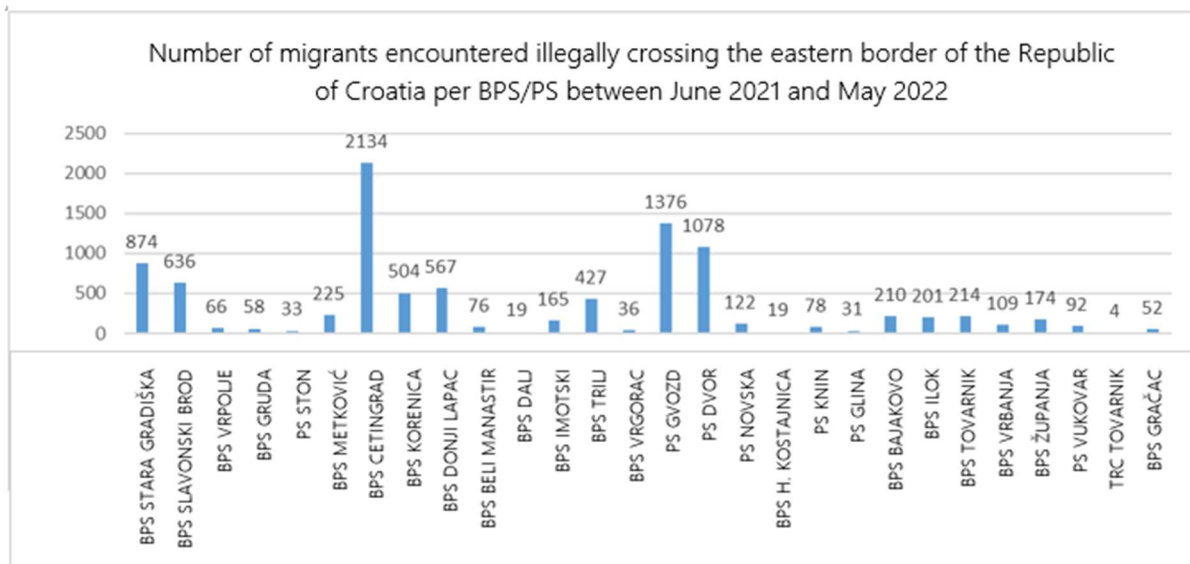 Number of migrants encountered illegally crossing the eastern border of the Republic
of Croatia per BPS/PS between June 2021 and May 2022
2500
2000
1500
1000
500
0
874
636
66
58
33
225
2134
504
567
76
19
165
427
36
1376
1078
122
19
78
31
210
201
214
109
174
92
4
52
BPS STARA GRADIŠKA
BPS SLAVONSKI BROD
BPS VRPOLJE
BPS GRUDA
PS STON
BPS METKOVIĆ
BPS CETINGRAD
BPS KORENICA
BPS DONJI LAPAC
BPS BELI MANASTIR
BPS DALJ
BPS IMOTSKI
BPS TRILJ
BPS VRGORAC
PS GVOZD
PS DVOR
PS NOVSKA
BPS H. KOSTAJNICA
PS KNIN
PS GLINA
BPS BAJAKOVO
BPS ILOK
BPS TOVARNIK
BPS VRBANJA
BPS ŽUPANJA
PS VUKOVAR
TRC TOVARNIK
BPS GRAČAC